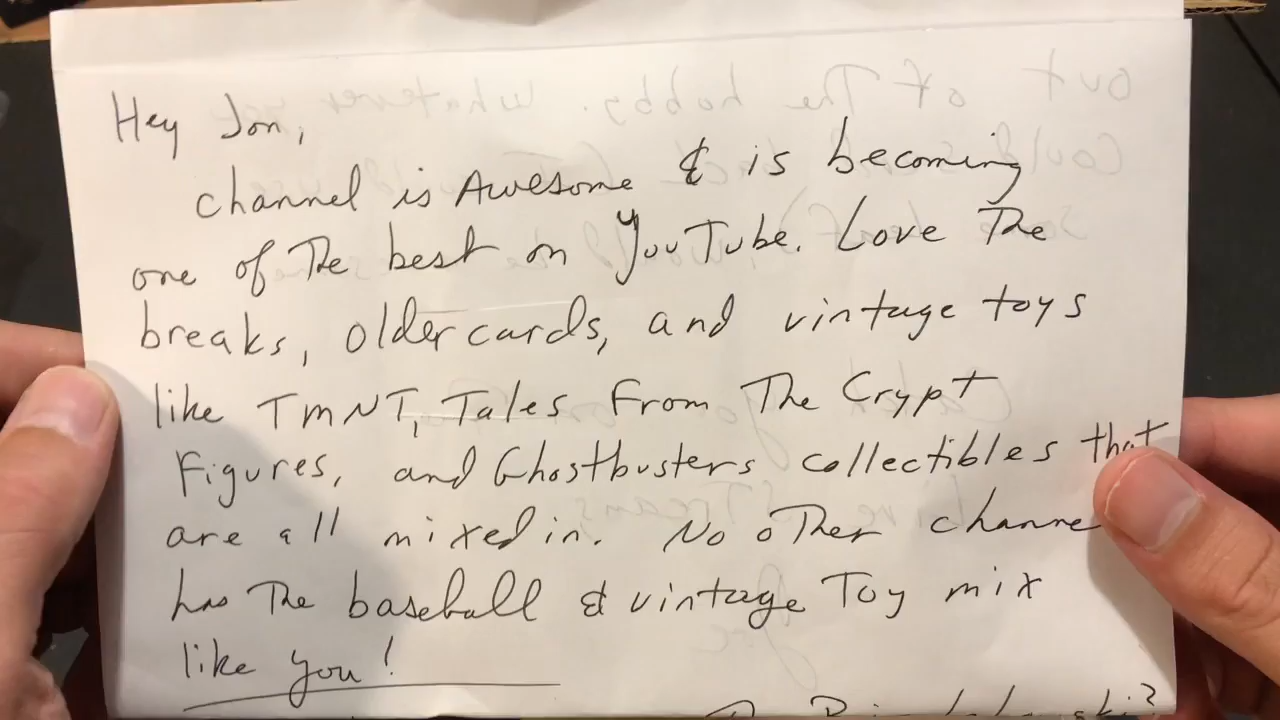 Hey Jon,
channel is Awesome & is becoming
one of The best on YouTube. Love The
breaks, older cards, and vintage toys
like TMNT, Tales From The Crypt
Figures, and Ghostbusters collectibles that
are all mixed in. No oTher channe
has The baseball & vintage Toy mix
like you!